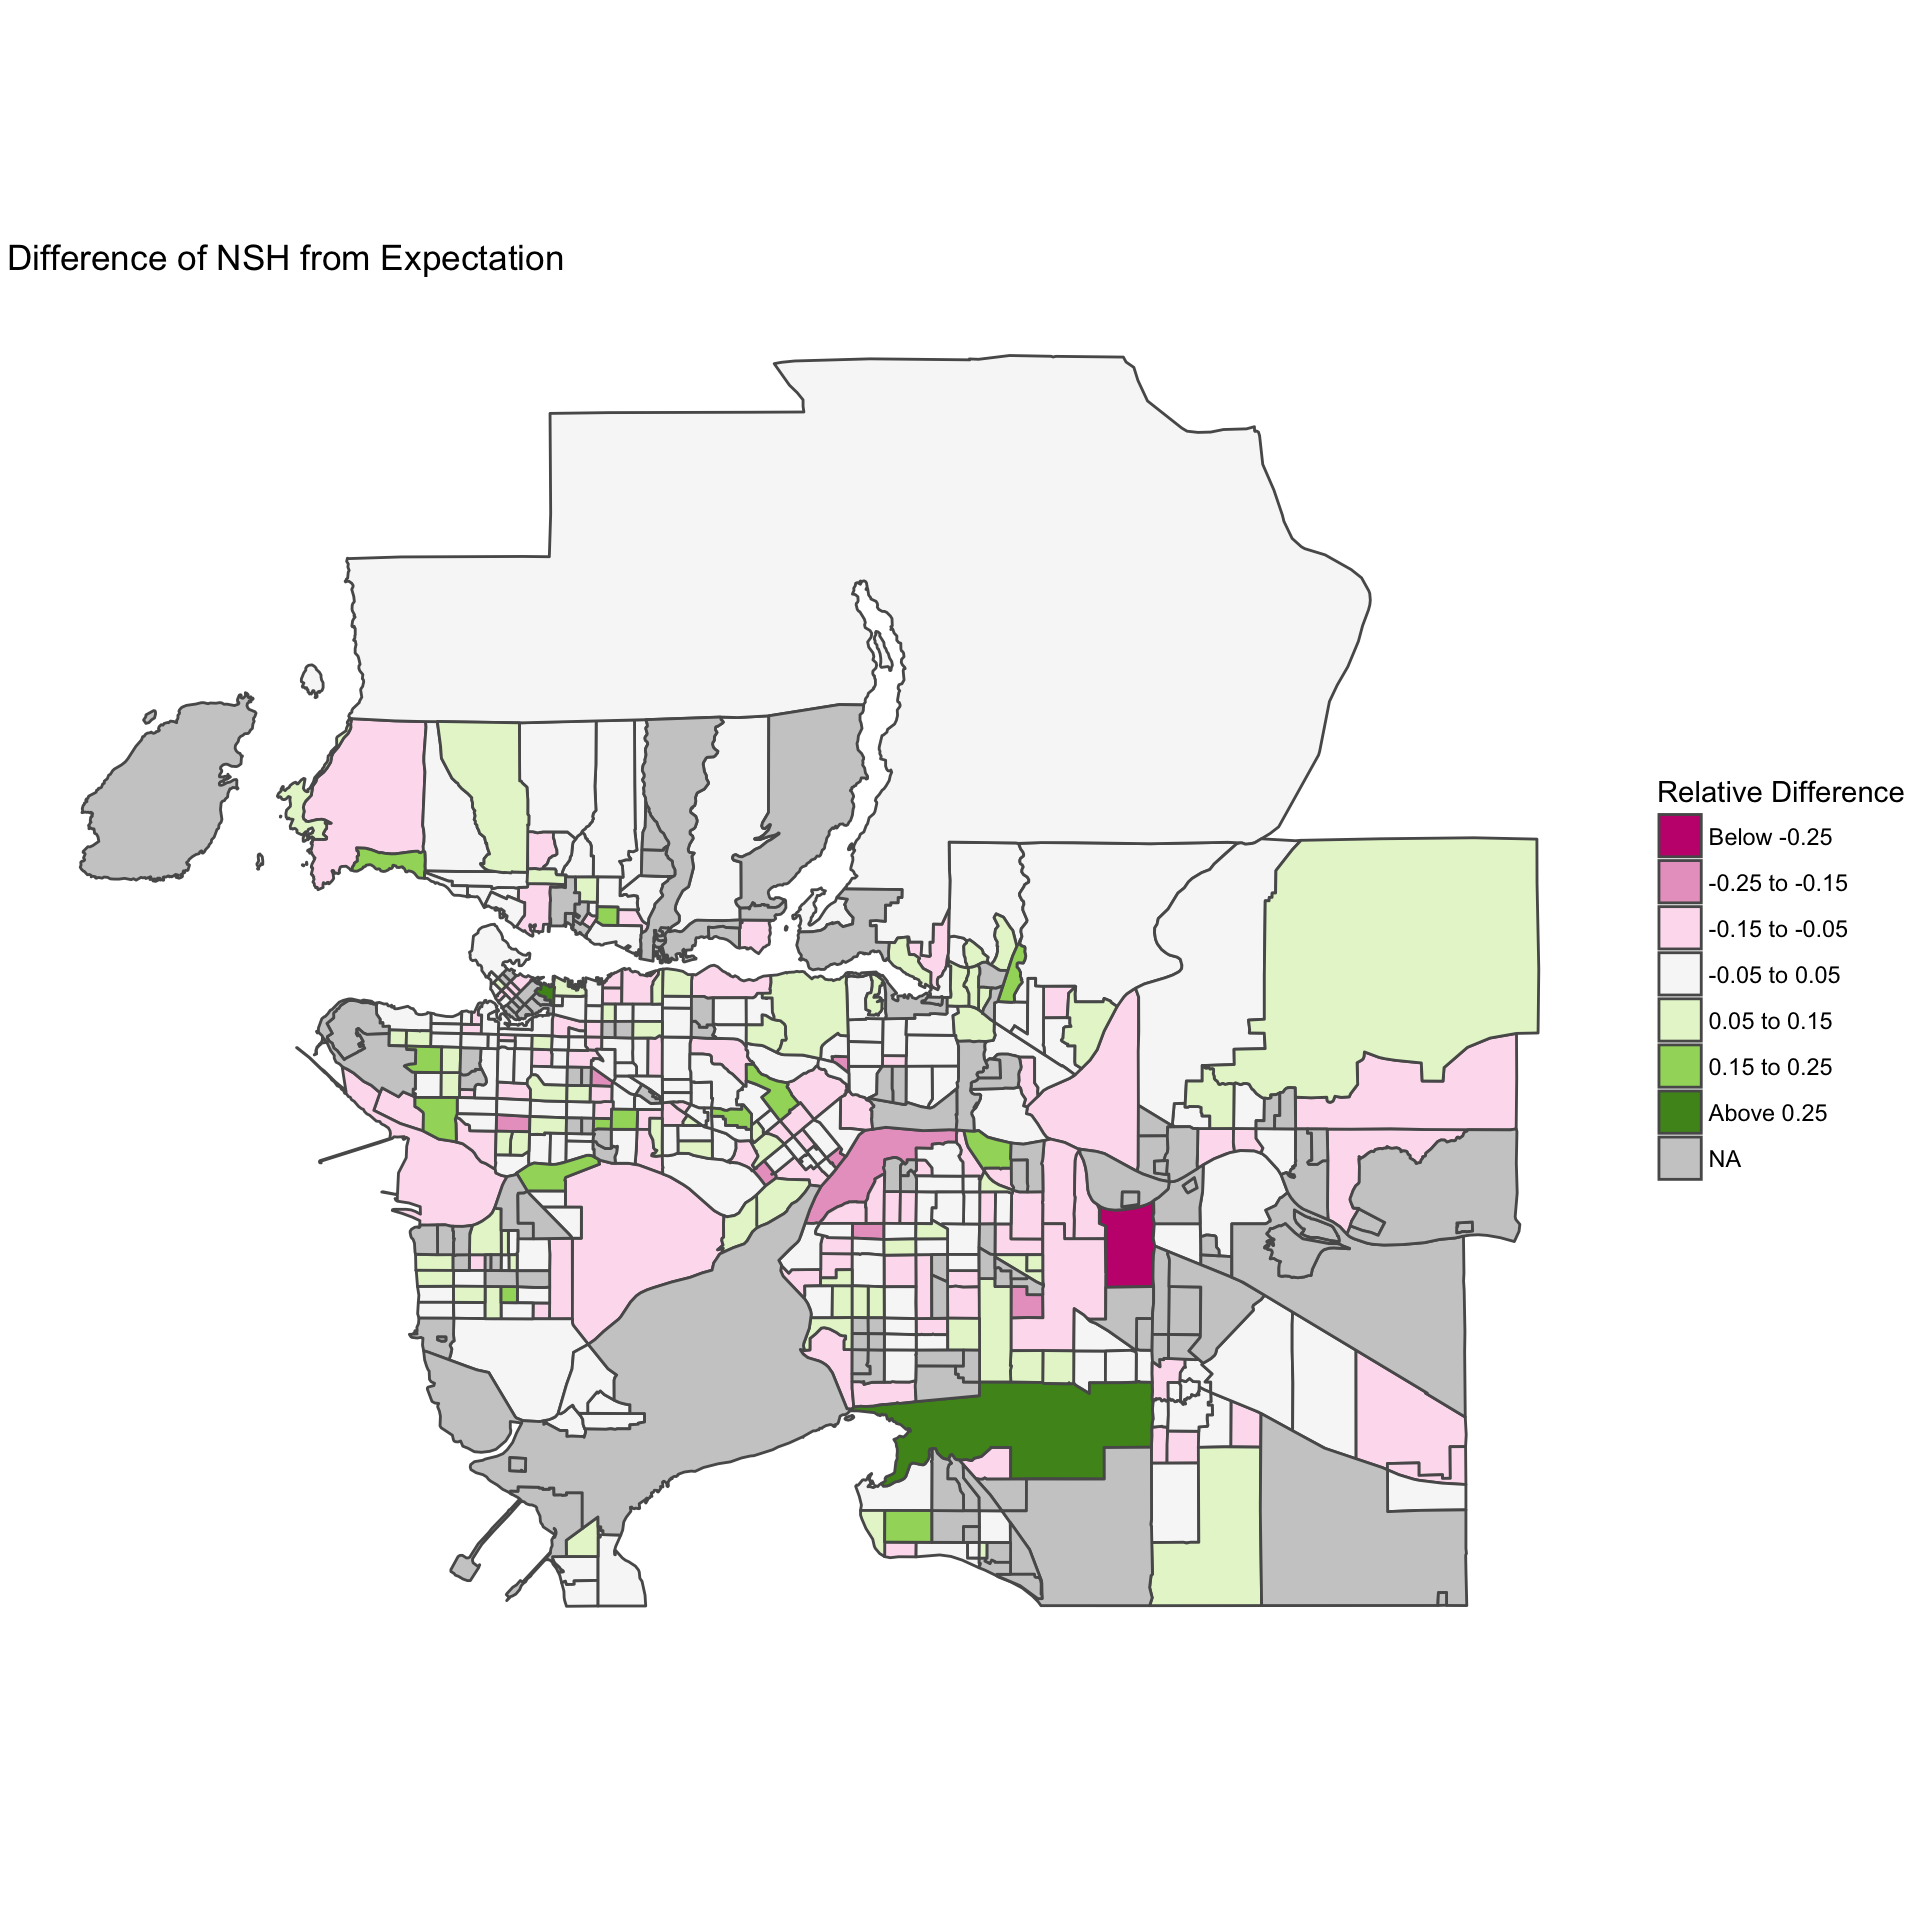 Difference of NSH from Expectation
Relative Difference
Below -0.25
-0.25 to -0.15
-0.15 to -0.05
-0.05 to 0.05
0.05 to 0.15
0.15 to 0.25
Above 0.25
NA